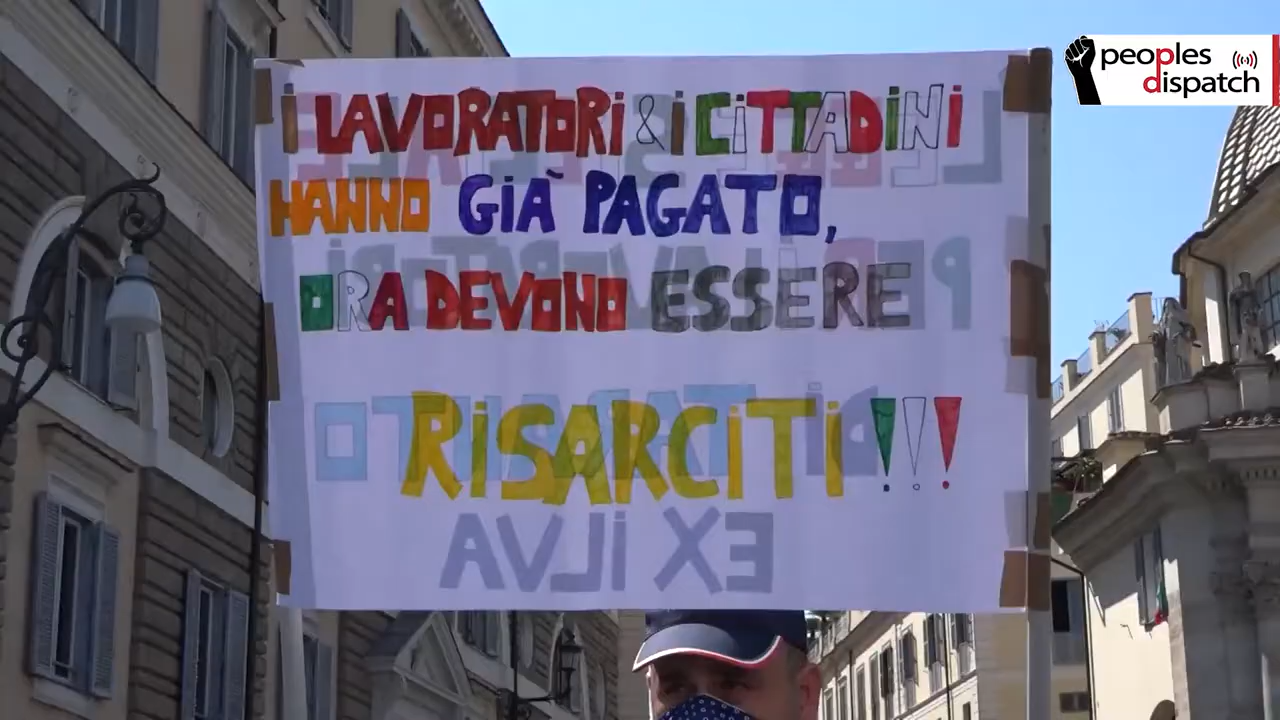 peoples
dispatch
i LAVORATORi & i CiTTADiNi
HANNO GiÀ PAGATO,
ORA DEVONO ESSERE
RiSARCiTi!!!
EX iLVA